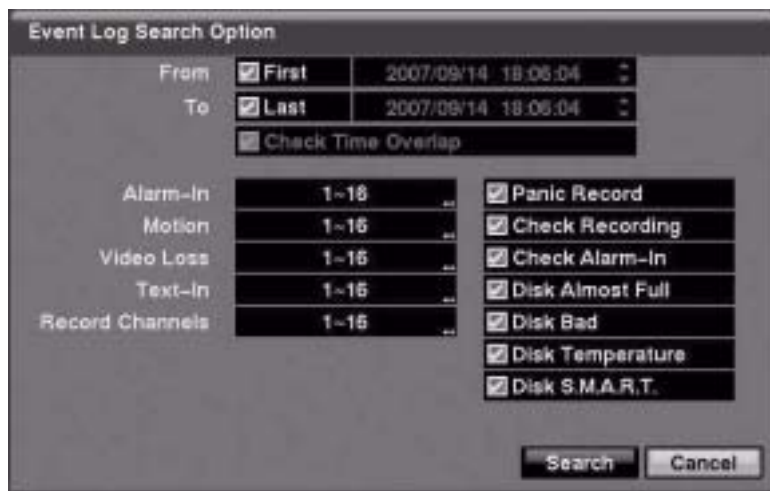 Event Log Search Option
From First 2007/09/14 18:06:04
To Last 2007/09/14 18:06:04
Check Time Overlap
Alarm-In 1~16 Panic Record
Motion 1~16 Check Recording
Video Loss 1~16 Check Alarm-In
Text-In 1~16 Disk Almost Full
Record Channels 1~16 Disk Bad
Disk Temperature
Disk S.M.A.R.T.
Search Cancel